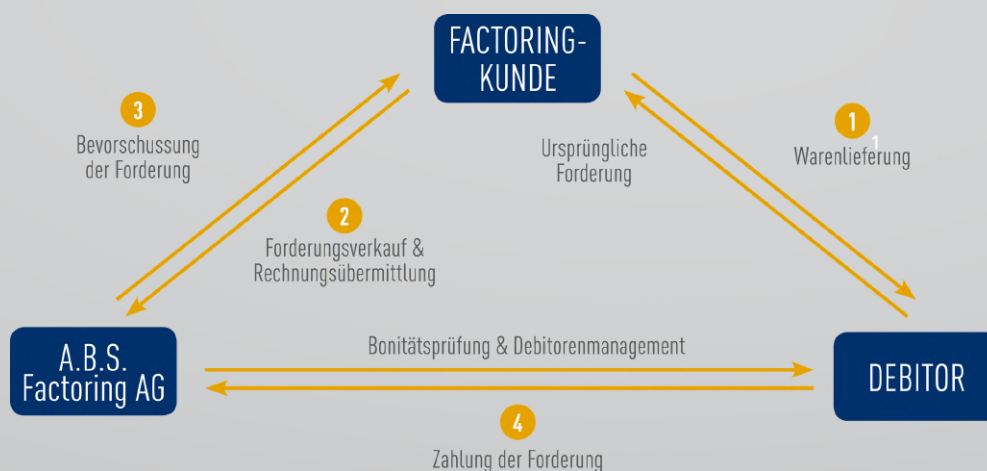 FACTORING-
KUNDE
3
Bevorschussung
der Forderung
Ursprüngliche
Forderung
1
1
Warenlieferung
2
Forderungsverkauf &
Rechnungsübermittlung
A.B.S.
Factoring AG
Bonitätsprüfung & Debitorenmanagement
DEBITOR
4
Zahlung der Forderung